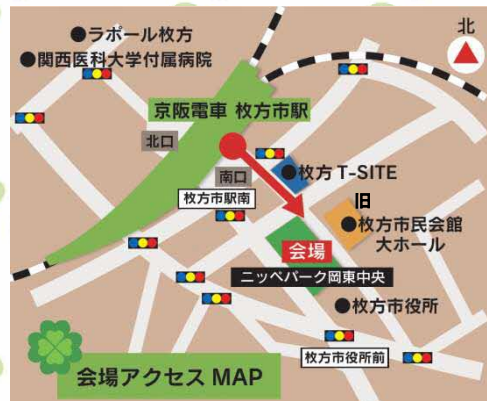 ●ラポール枚方
●関西医科大学付属病院
北
京阪電車 枚方市駅
北口
南口
●枚方 T-SITE
枚方市駅南
旧
●枚方市民会館
大ホール
会場
ニッペパーク岡東中央
●枚方市役所
枚方市役所前
会場アクセス MAP